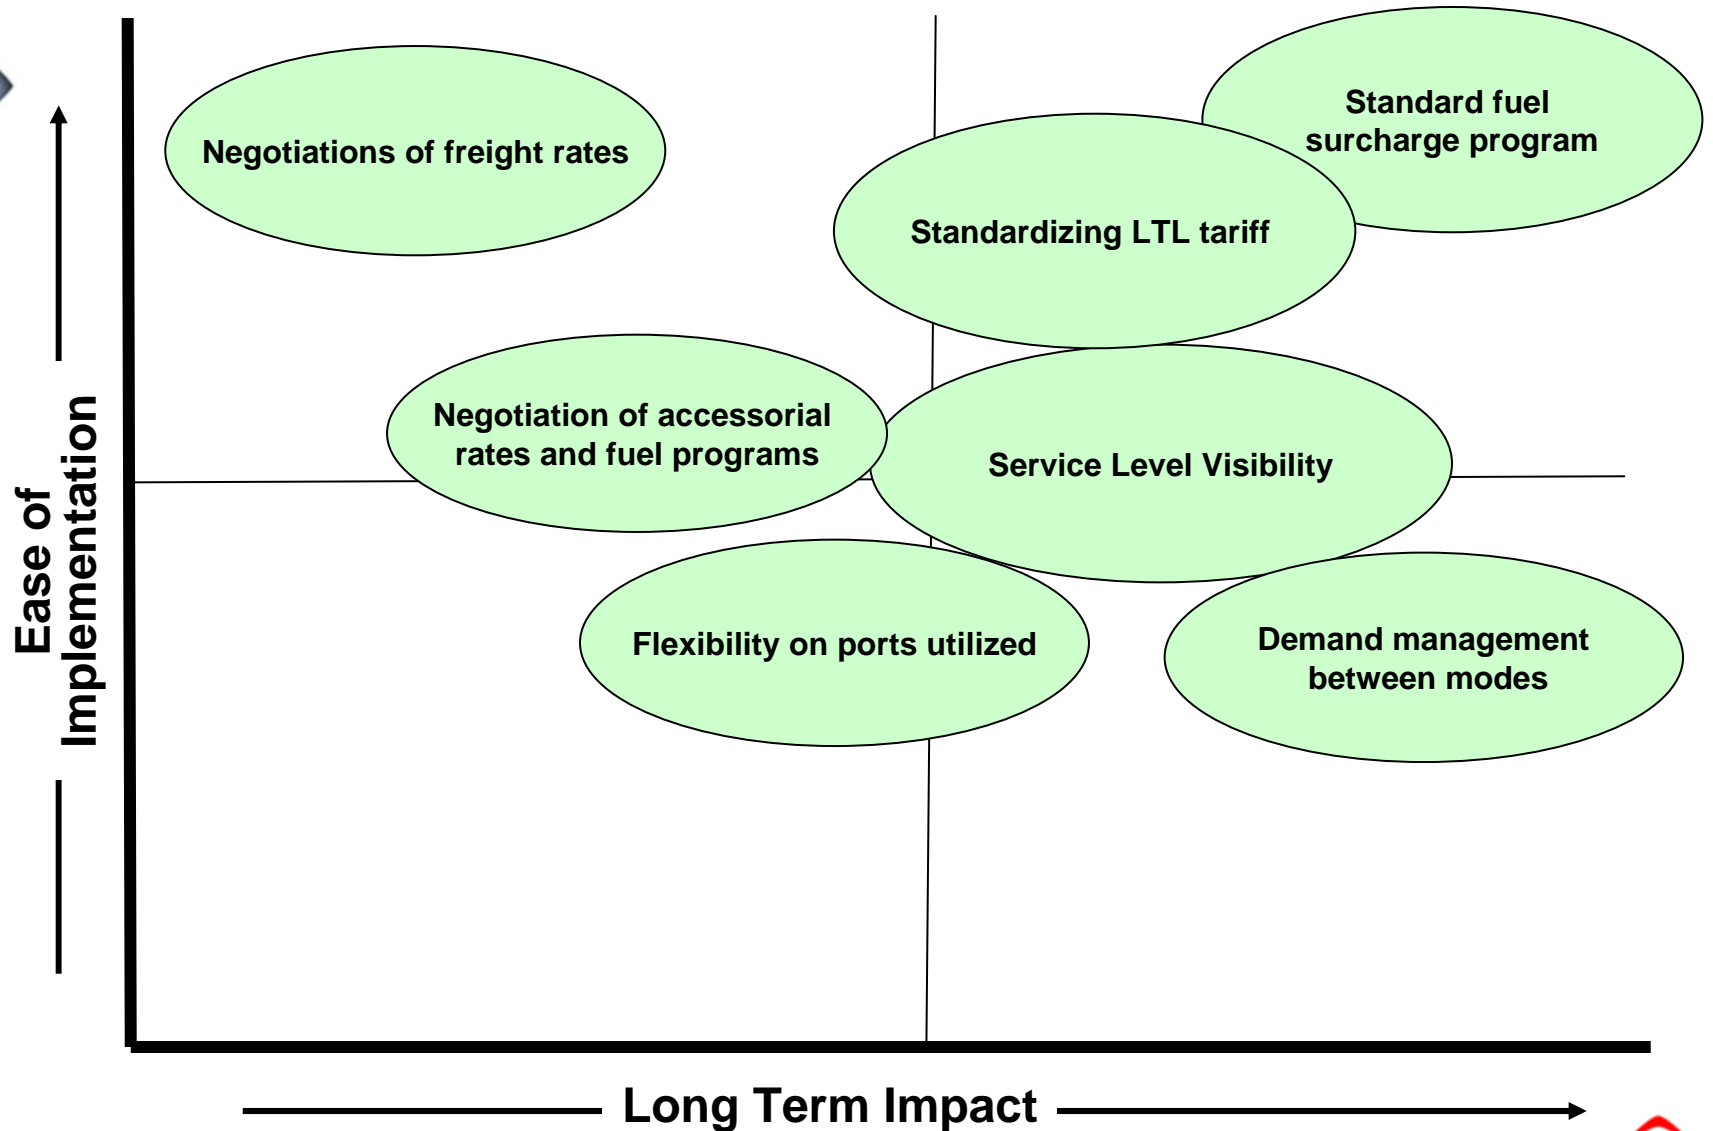 Standard fuel
surcharge program
Negotiations of freight rates
Standardizing LTL tariff
Negotiation of accessorial
rates and fuel programs
Service Level Visibility
Flexibility on ports utilized
Demand management
between modes
Ease of
Implementation
Long Term Impact